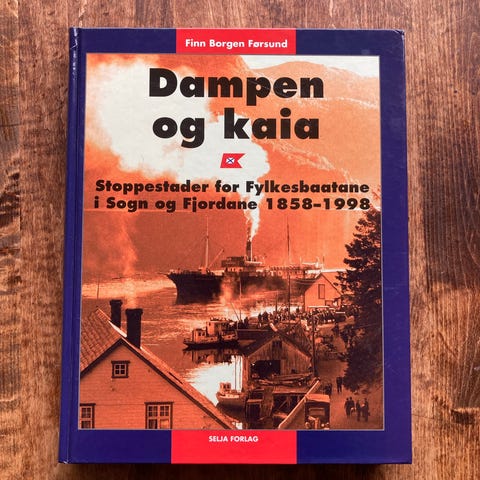 Finn Borgen Førsund
Dampen
og kaia
Stoppestader for Fylkesbaatane
i Sogn og Fjordane 1858–1998
SELJA FORLAG